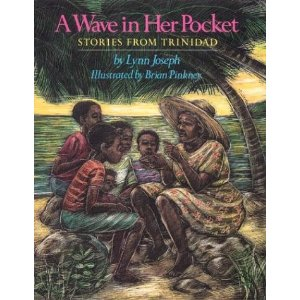 A Wave in Her Pocket
STORIES FROM TRINIDAD
by Lynn Joseph
Illustrated by Brian Pinkney